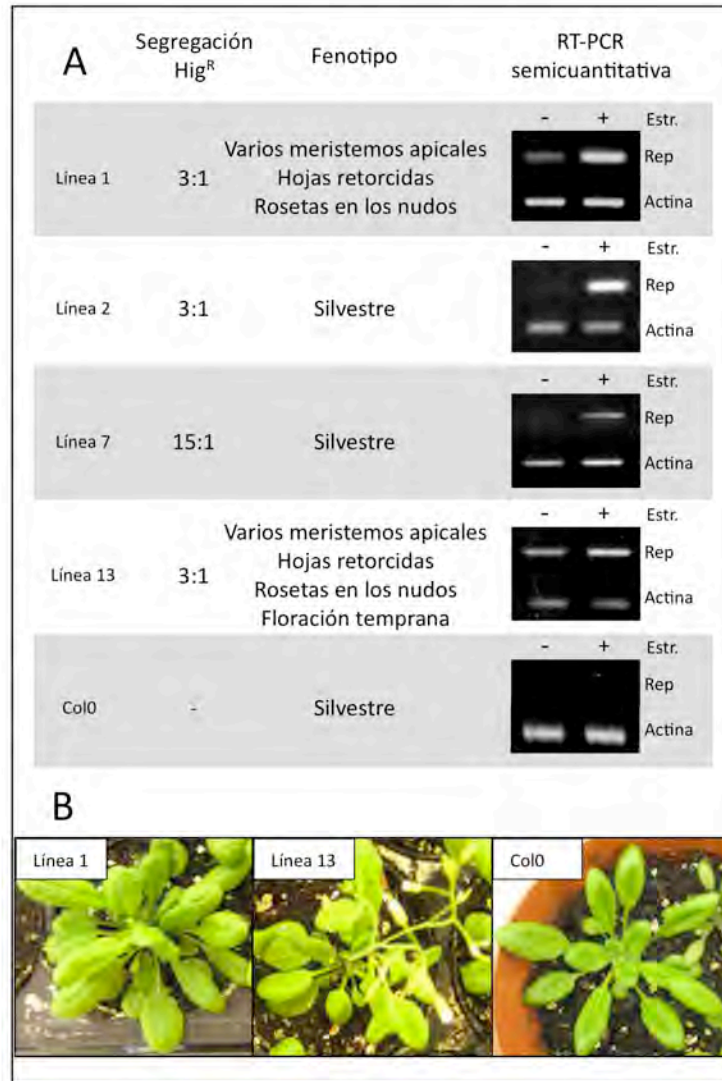 A
Segregación
Hig^R
Fenotipo
RT-PCR
semicuantitativa
- + Estr.
Línea 1
3:1
Varios meristemos apicales
Hojas retorcidas
Rosetas en los nudos
Rep
Actina
- + Estr.
Línea 2
3:1
Silvestre
Rep
Actina
- + Estr.
Línea 7
15:1
Silvestre
Rep
Actina
- + Estr.
Línea 13
3:1
Varios meristemos apicales
Hojas retorcidas
Rosetas en los nudos
Floración temprana
Rep
Actina
- + Estr.
Col0
-
Silvestre
Rep
Actina
B
Línea 1
Línea 13
Col0